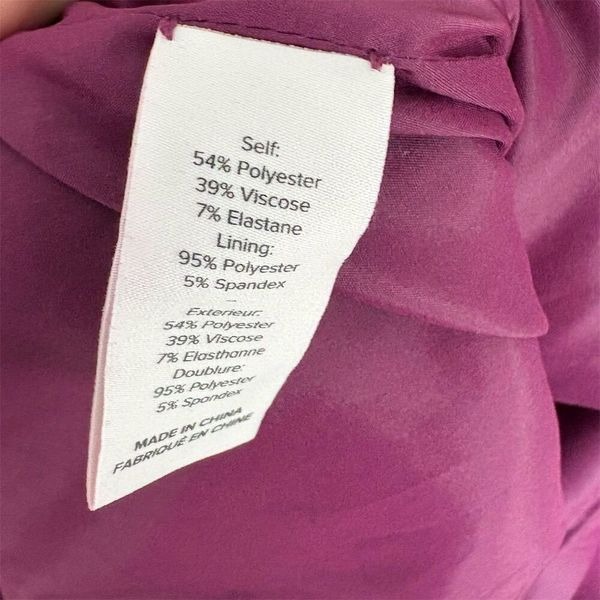 Self:
54% Polyester
39% Viscose
7% Elastane
Lining:
95% Polyester
5% Spandex
–
Exterieur:
54% Polyester
39% Viscose
7% Elasthanne
Doublure:
95% Polyester
5% Spandex
MADE IN CHINA
FABRIQUÉ EN CHINE